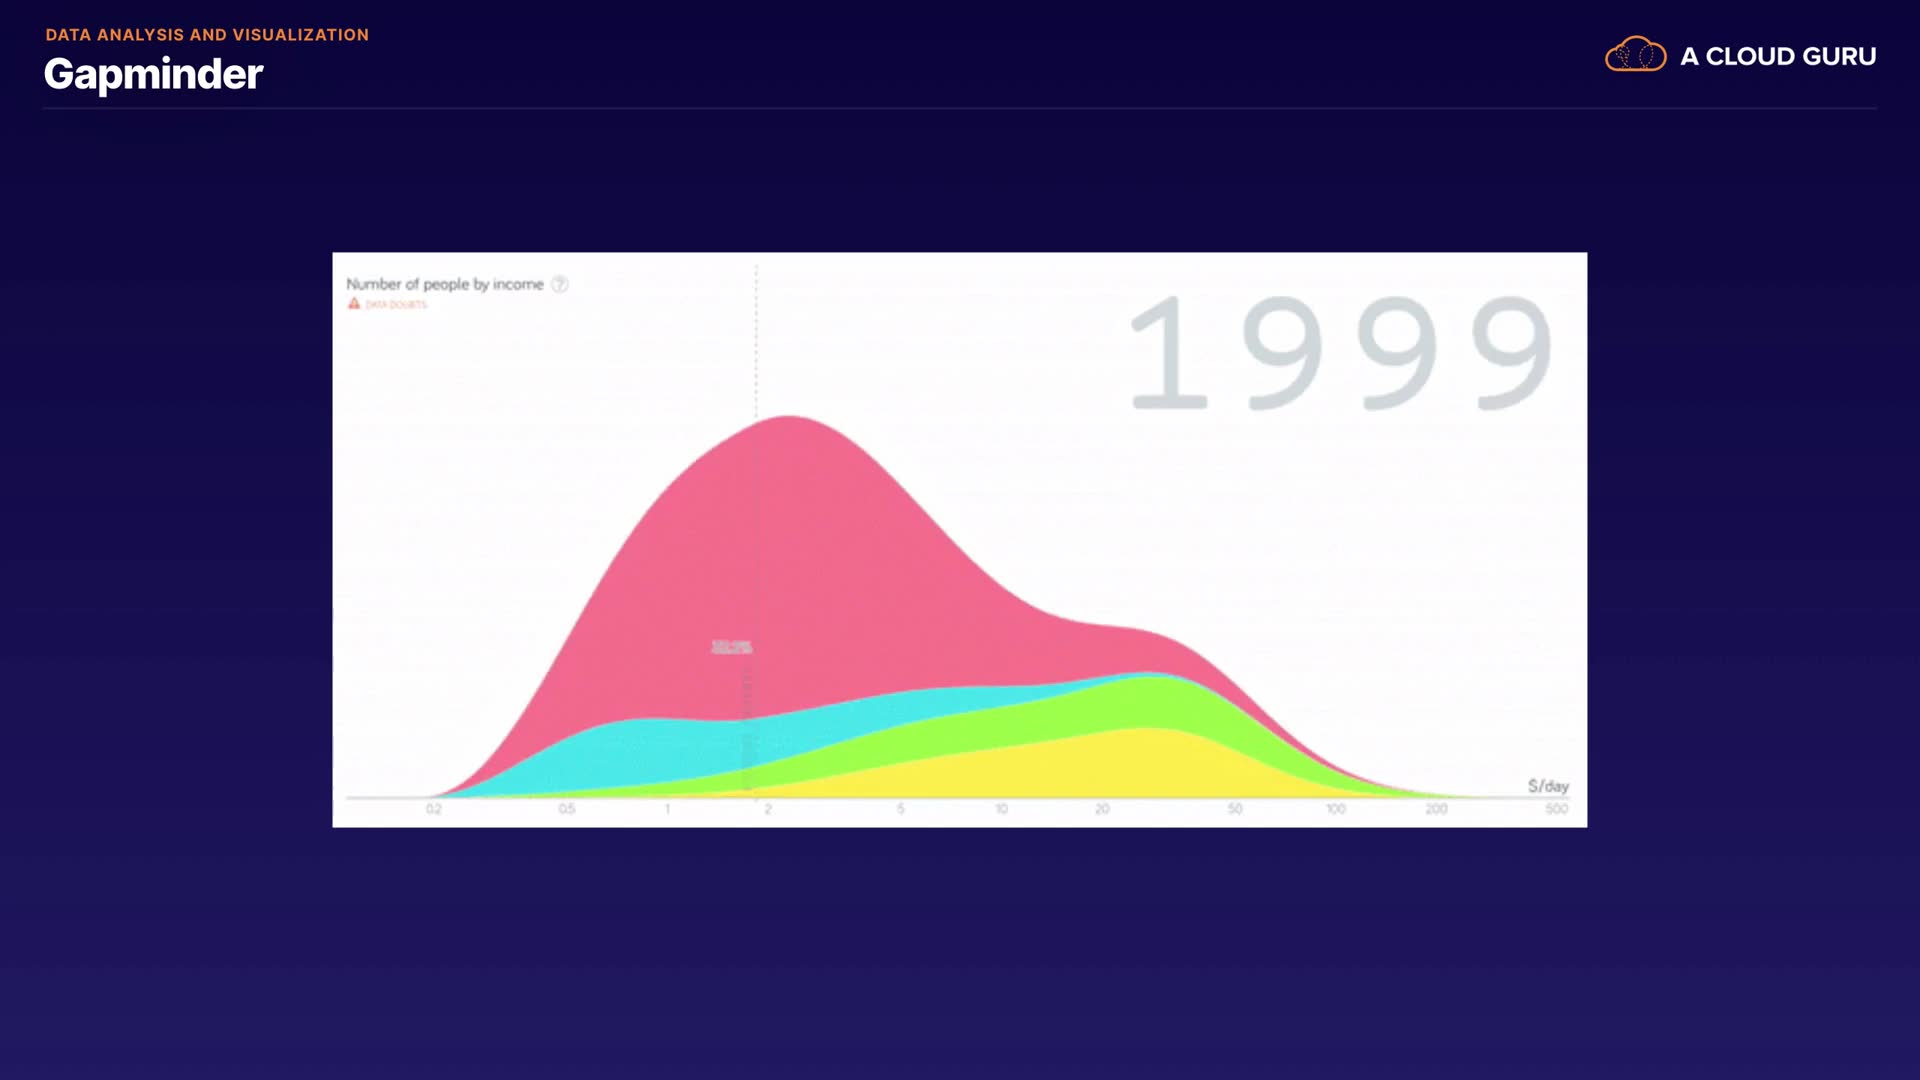 DATA ANALYSIS AND VISUALIZATION
Gapminder
A CLOUD GURU
Number of people by income ?
DATA DOUBTS
1999
$/day
0.2 0.5 1 2 5 10 20 50 100 200 500